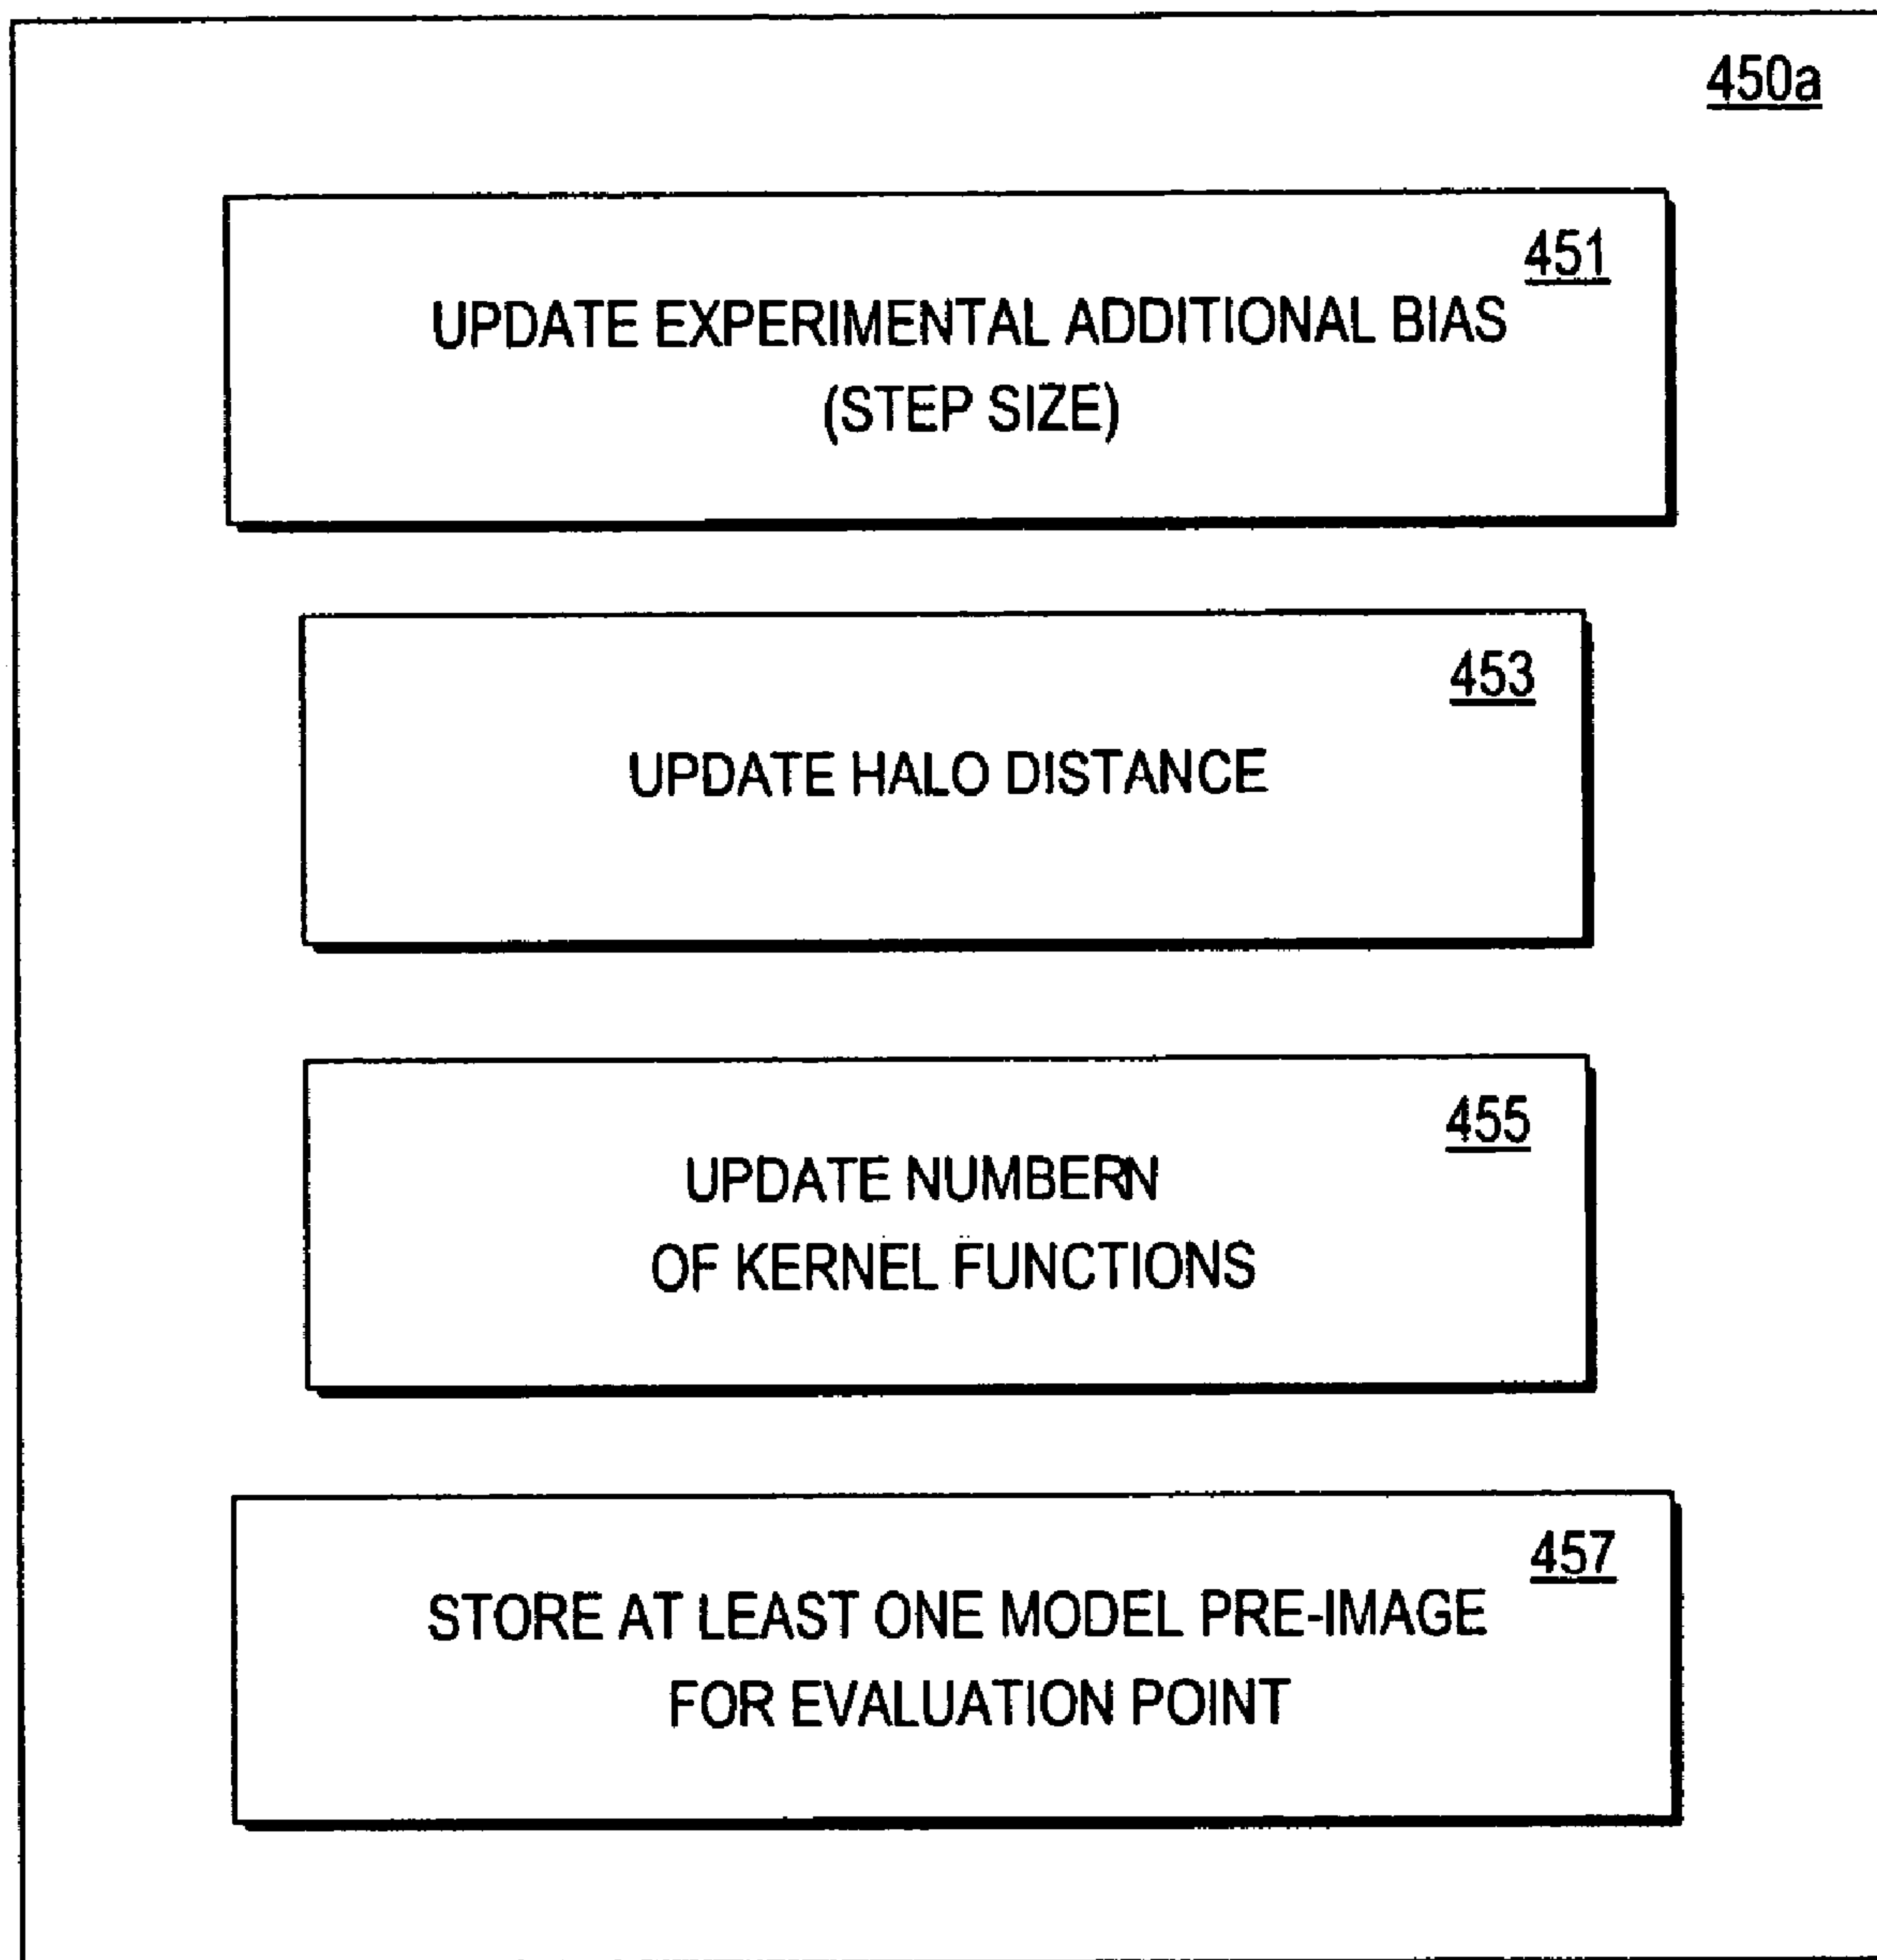 450a
451
UPDATE EXPERIMENTAL ADDITIONAL BIAS
(STEP SIZE)
453
UPDATE HALO DISTANCE
455
UPDATE NUMBERN
OF KERNEL FUNCTIONS
457
STORE AT LEAST ONE MODEL PRE-IMAGE
FOR EVALUATION POINT